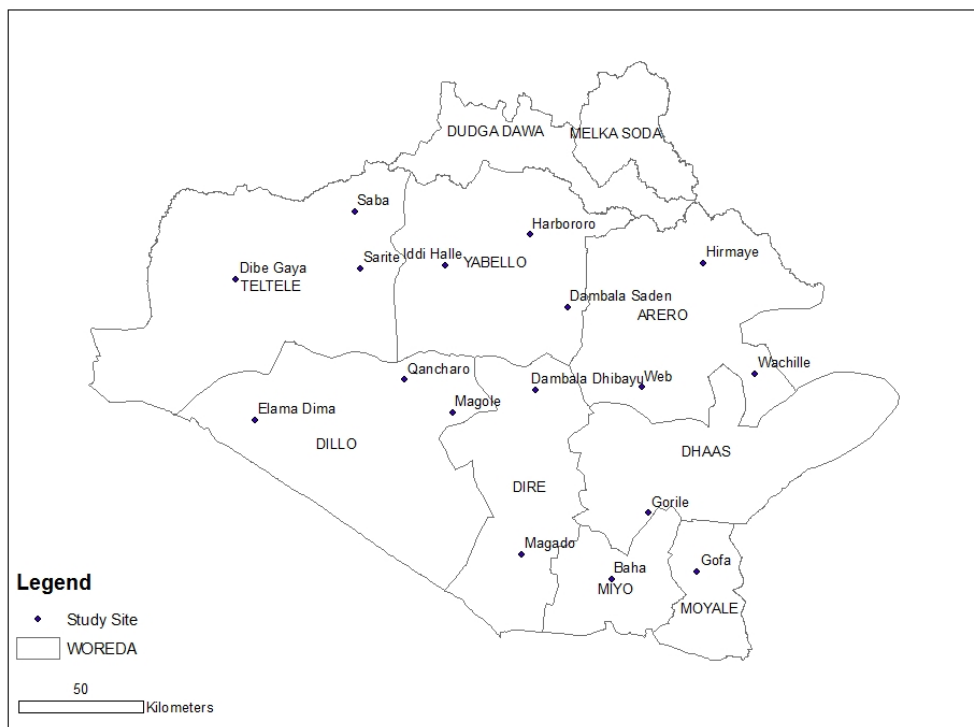 DUDGA DAWA
MELKA SODA
Saba
Harbororo
Hirmaye
Sarite
Iddi Halle
YABELLO
Dibe Gaya
TELTELE
Dambala Saden
ARERO
Qancharo
Dambala Dhibayu
Web
Wachille
Elama Dima
Magole
DILLO
DHAAS
DIRE
Gorile
Magado
Baha
MIYO
Gofa
MOYALE
Legend
Study Site
WOREDA
50
Kilometers